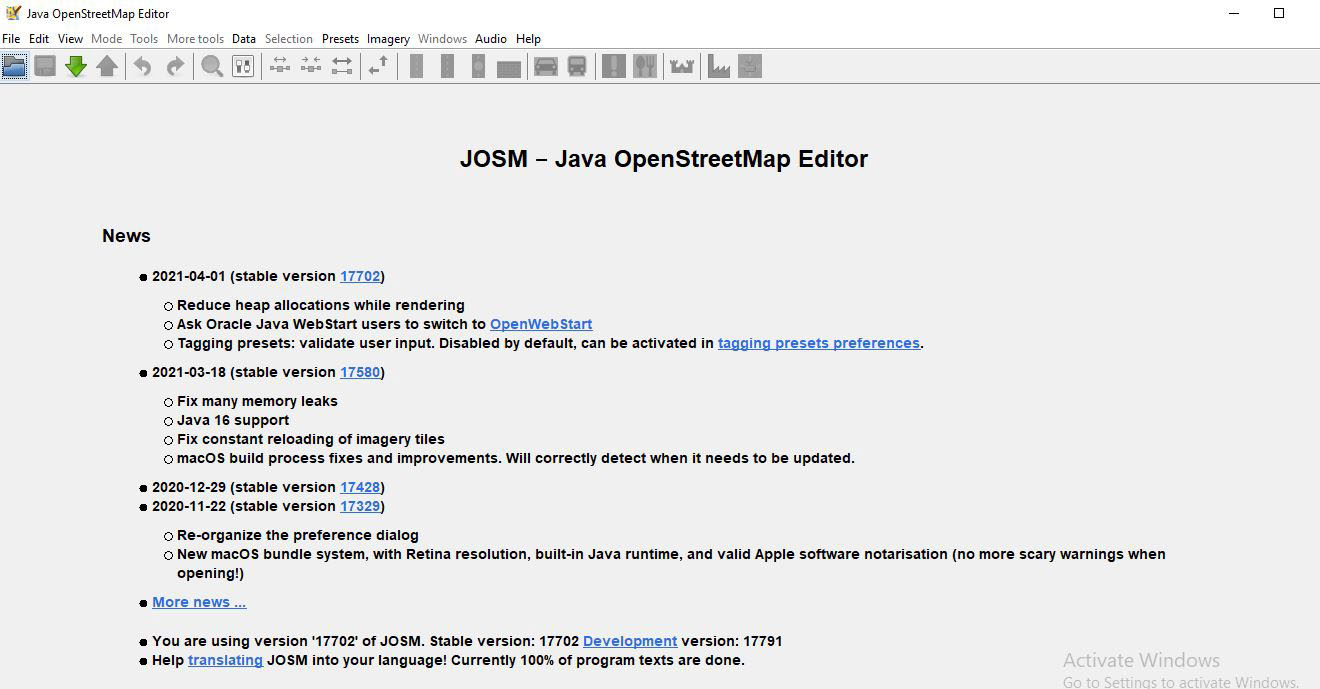 Java OpenStreetMap Editor
File Edit View Mode Tools More tools Data Selection Presets Imagery Windows Audio Help
JOSM – Java OpenStreetMap Editor
News
2021-04-01 (stable version 17702)
Reduce heap allocations while rendering
Ask Oracle Java WebStart users to switch to OpenWebStart
Tagging presets: validate user input. Disabled by default, can be activated in tagging presets preferences.
2021-03-18 (stable version 17580)
Fix many memory leaks
Java 16 support
Fix constant reloading of imagery tiles
macOS build process fixes and improvements. Will correctly detect when it needs to be updated.
2020-12-29 (stable version 17428)
2020-11-22 (stable version 17329)
Re-organize the preference dialog
New macOS bundle system, with Retina resolution, built-in Java runtime, and valid Apple software notarisation (no more scary warnings when
opening!)
More news ...
You are using version '17702' of JOSM. Stable version: 17702 Development version: 17791
Help translating JOSM into your language! Currently 100% of program texts are done.
Activate Windows
Go to Settings to activate Windows.